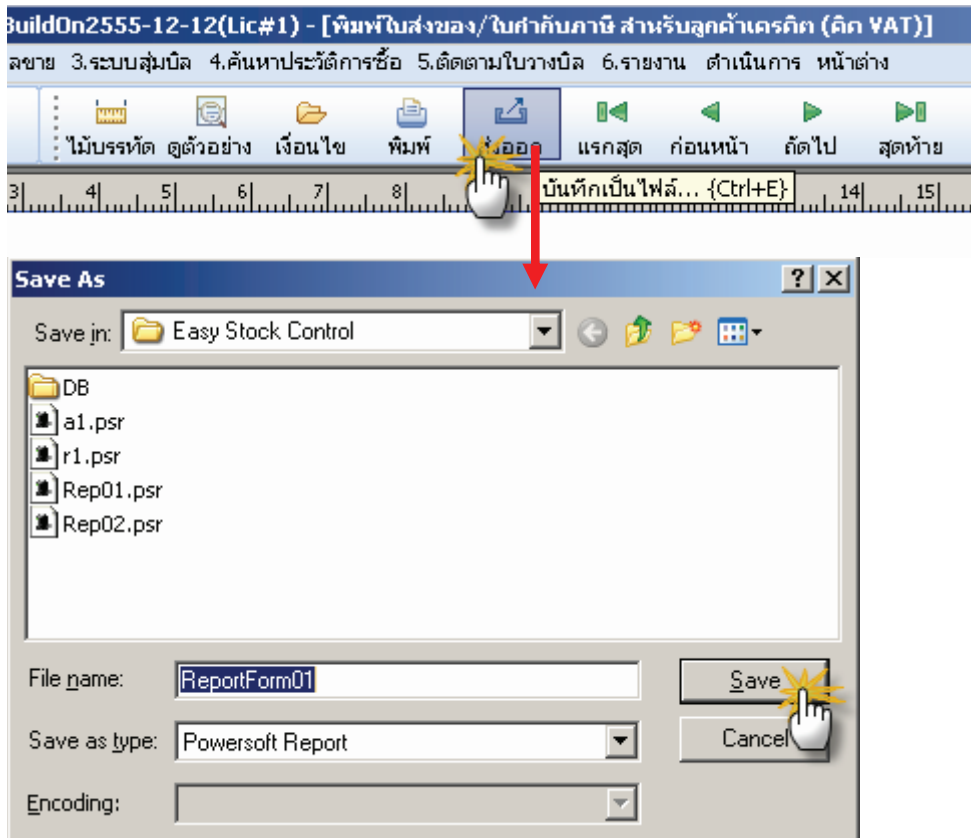 BuildOn2555-12-12(Lic#1) - [พิมพ์ใบส่งของ/ใบกำกับภาษี สำหรับลูกค้าเครดิต (คิด VAT)]
ลขาย 3.ระบบสุ่มบิล 4.ค้นหาประวัติการซื้อ 5.ติดตามใบวางบิล 6.รายงาน ดำเนินการ หน้าต่าง
ไม้บรรทัด ดูตัวอย่าง เงื่อนไข พิมพ์ ส่งออก แรกสุด ก่อนหน้า ถัดไป สุดท้าย
3 4 5 6 7 8 14 15
บันทึกเป็นไฟล์... {Ctrl+E}
Save As
Save in: Easy Stock Control
DB
a1.psr
r1.psr
Rep01.psr
Rep02.psr
File name: ReportForm01 Save
Save as type: Powersoft Report Cancel
Encoding: